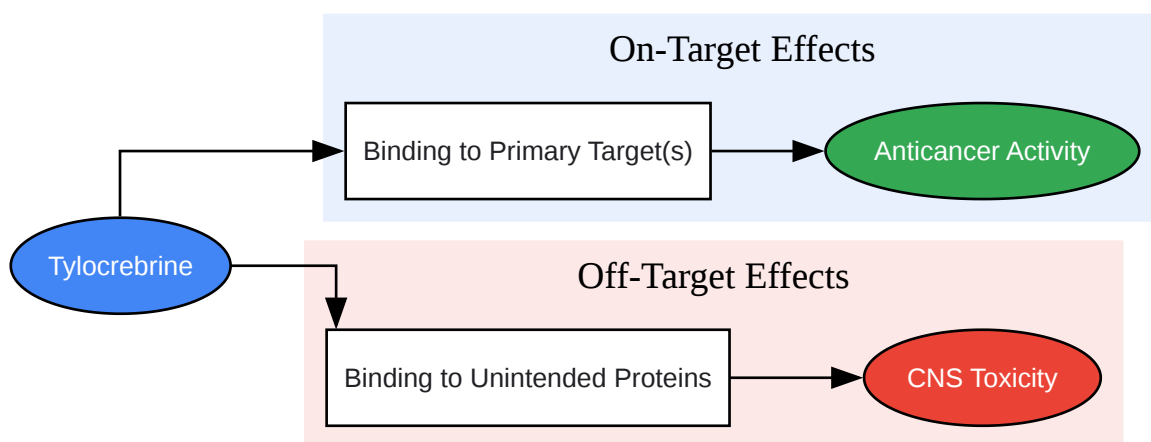 On-Target Effects
Binding to Primary Target(s)
Anticancer Activity
Tylocrebrine
Off-Target Effects
Binding to Unintended Proteins
CNS Toxicity